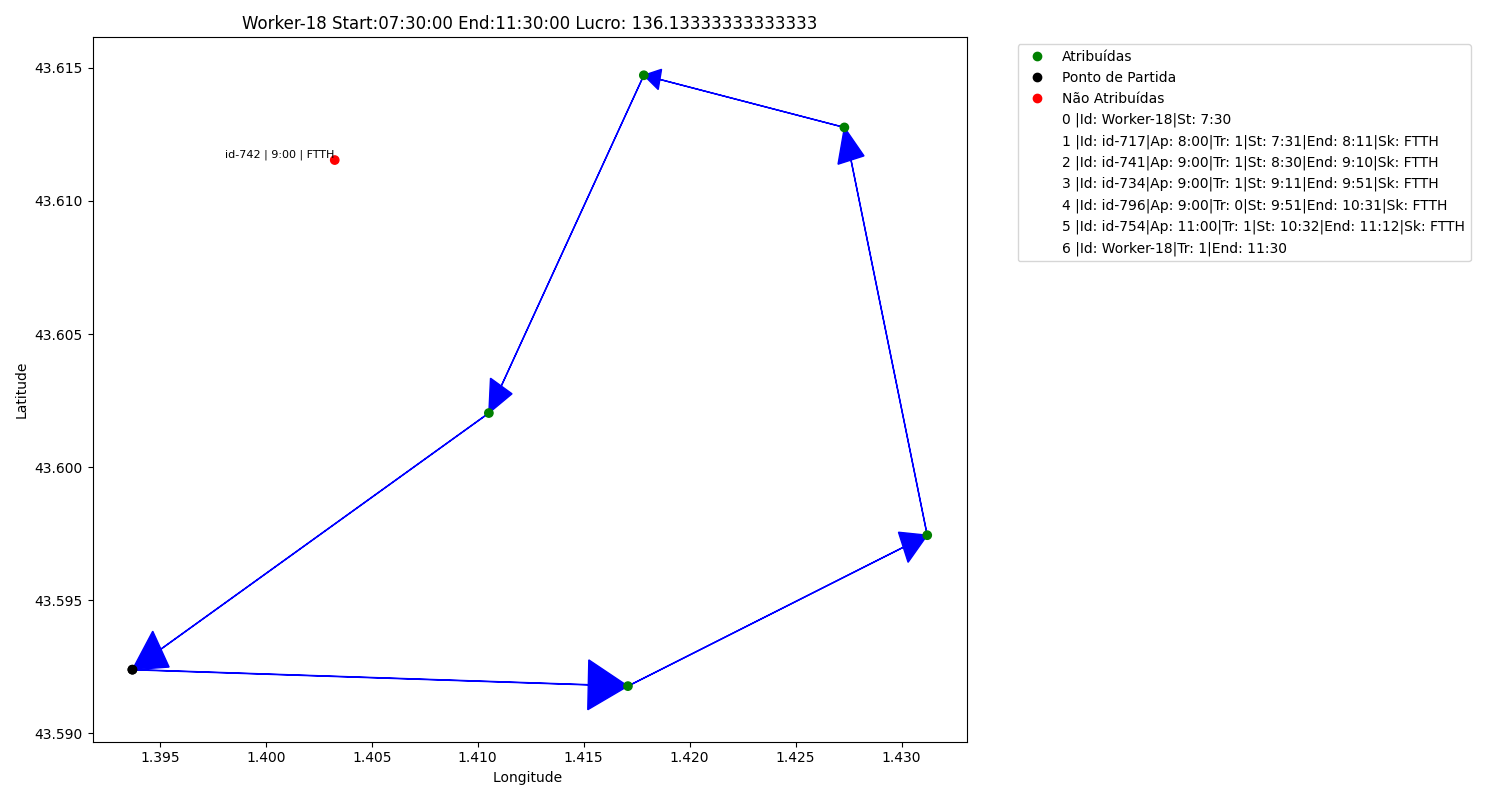 Worker-18 Start:07:30:00 End:11:30:00 Lucro: 136.13333333333333
43.615
43.610
43.605
43.600
43.595
43.590
Latitude
id-742 | 9:00 | FTTH
1.395
1.400
1.405
1.410
1.415
1.420
1.425
1.430
Longitude
Atribuídas
Ponto de Partida
Não Atribuídas
0 |Id: Worker-18|St: 7:30
1 |Id: id-717|Ap: 8:00|Tr: 1|St: 7:31|End: 8:11|Sk: FTTH
2 |Id: id-741|Ap: 9:00|Tr: 1|St: 8:30|End: 9:10|Sk: FTTH
3 |Id: id-734|Ap: 9:00|Tr: 1|St: 9:11|End: 9:51|Sk: FTTH
4 |Id: id-796|Ap: 9:00|Tr: 0|St: 9:51|End: 10:31|Sk: FTTH
5 |Id: id-754|Ap: 11:00|Tr: 1|St: 10:32|End: 11:12|Sk: FTTH
6 |Id: Worker-18|Tr: 1|End: 11:30